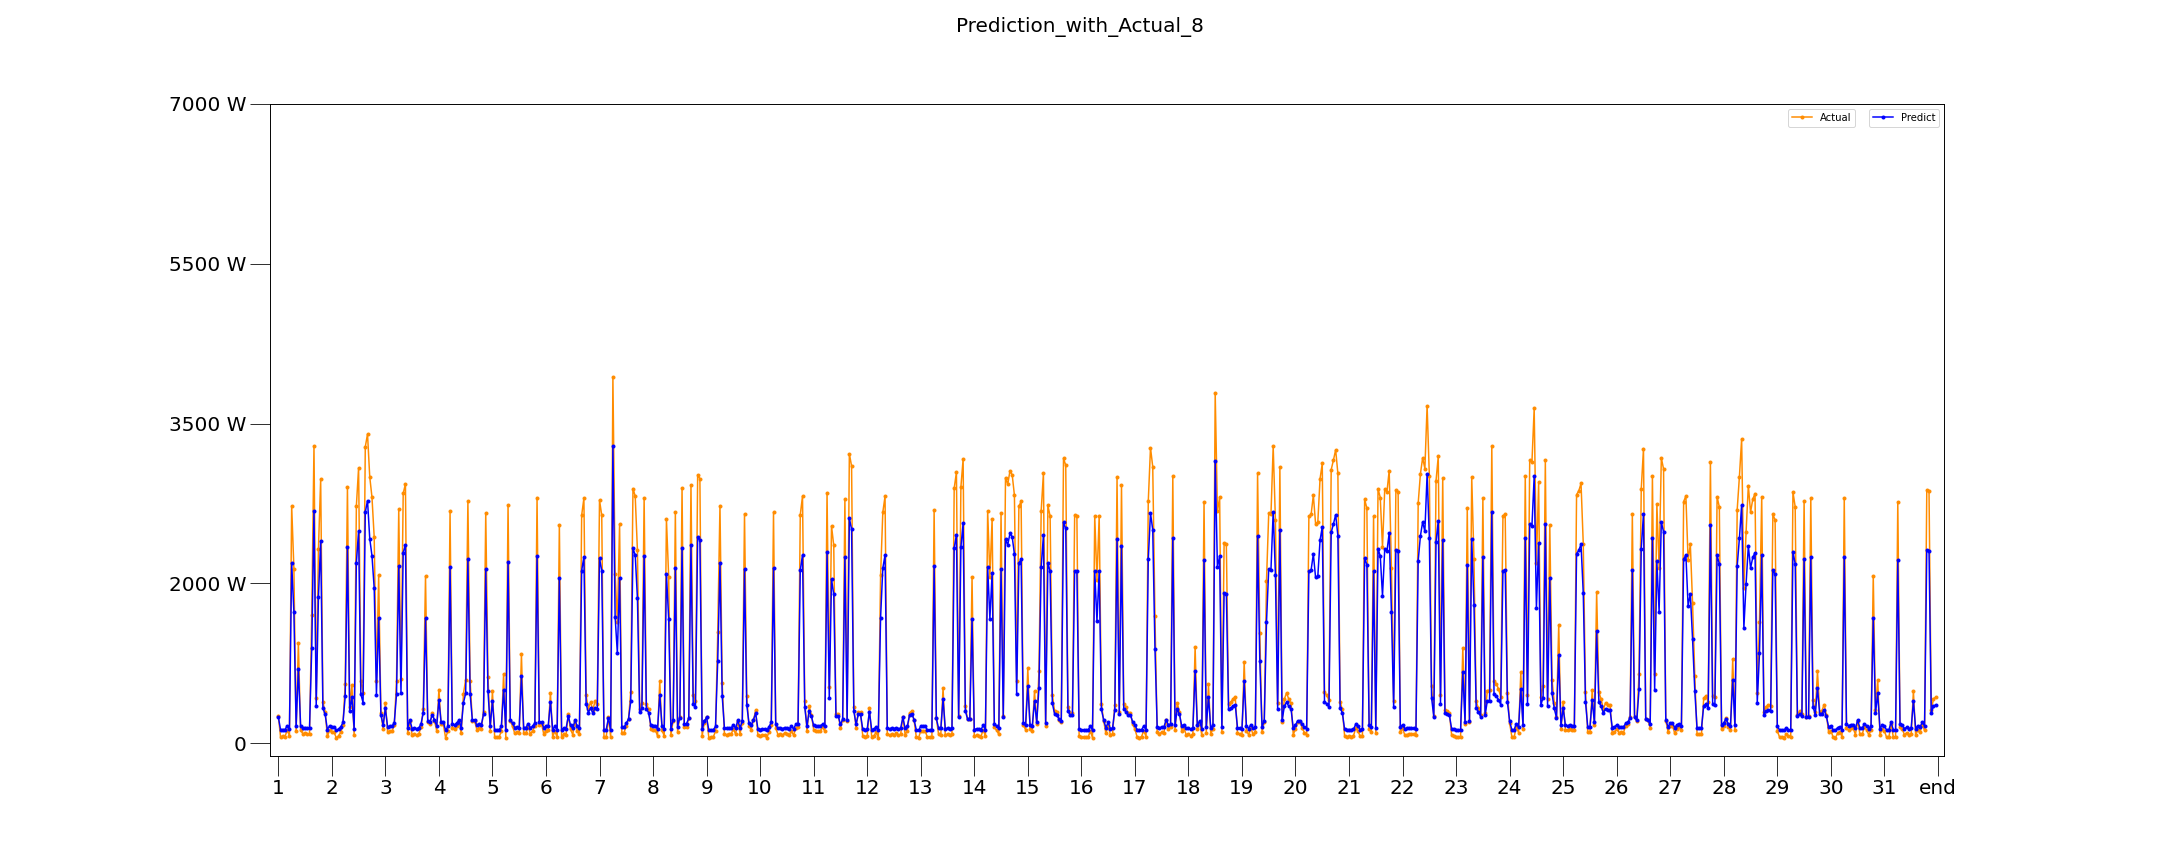 Prediction_with_Actual_8
7000 W
Actual Predict
5500 W
3500 W
2000 W
0
1 2 3 4 5 6 7 8 9 10 11 12 13 14 15 16 17 18 19 20 21 22 23 24 25 26 27 28 29 30 31 end